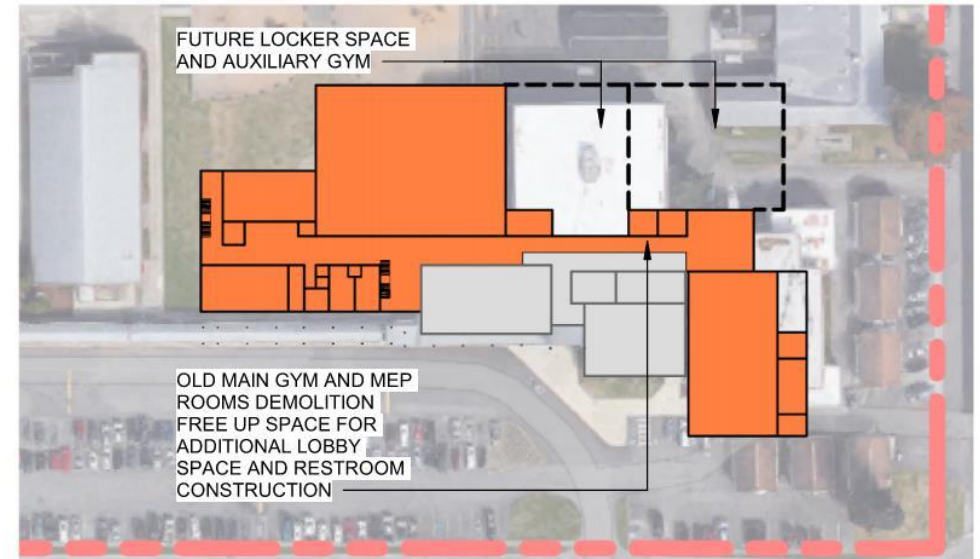 FUTURE LOCKER SPACE
AND AUXILIARY GYM
OLD MAIN GYM AND MEP
ROOMS DEMOLITION
FREE UP SPACE FOR
ADDITIONAL LOBBY
SPACE AND RESTROOM
CONSTRUCTION